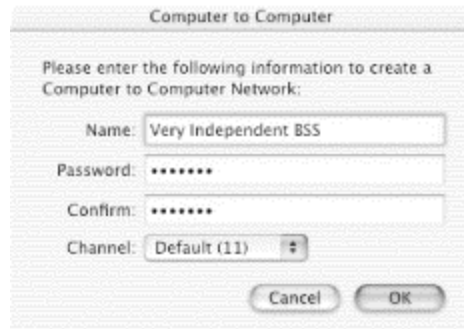 Computer to Computer
Please enter the following information to create a
Computer to Computer Network:
Name: Very Independent BSS
Password: •••••••
Confirm: •••••••
Channel: Default (11)
Cancel OK